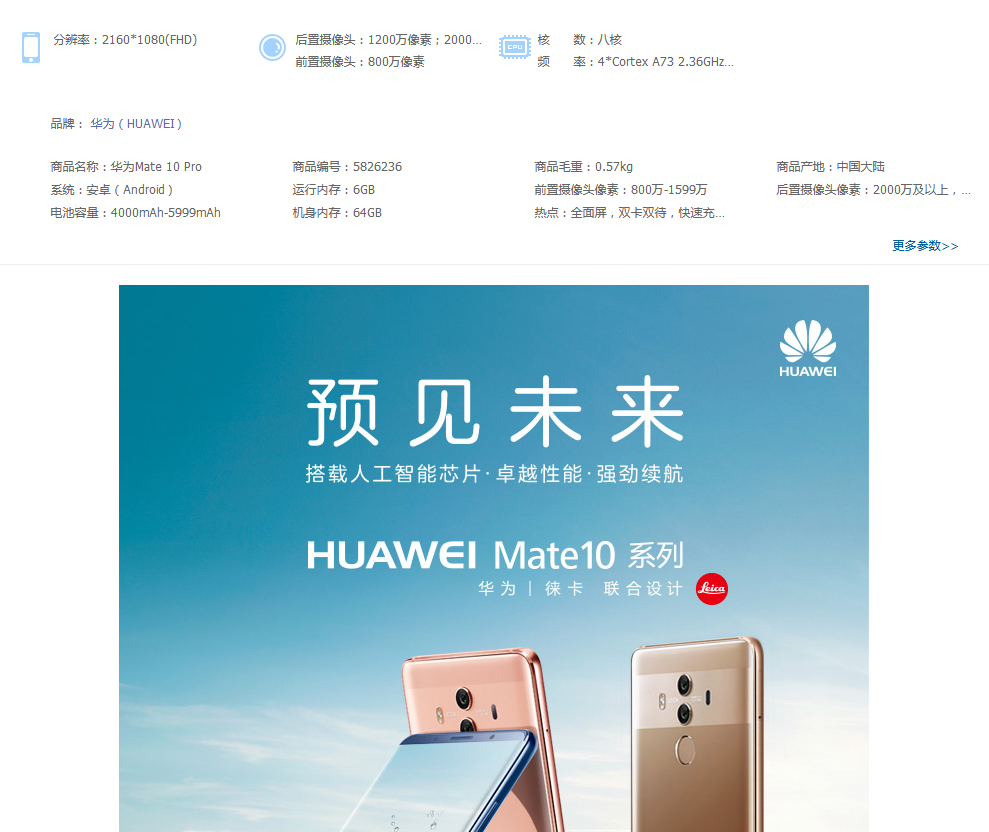 分辨率：2160*1080(FHD)
后置摄像头：1200万像素；2000...
前置摄像头：800万像素
CPU
核 数：八核
频 率：4*Cortex A73 2.36GHz...
品牌： 华为（HUAWEI）
商品名称：华为Mate 10 Pro
商品编号：5826236
商品毛重：0.57kg
商品产地：中国大陆
系统：安卓（Android）
运行内存：6GB
前置摄像头像素：800万-1599万
后置摄像头像素：2000万及以上，...
电池容量：4000mAh-5999mAh
机身内存：64GB
热点：全面屏，双卡双待，快速充...
更多参数>>
HUAWEI
预见未来
搭载人工智能芯片·卓越性能·强劲续航
HUAWEI Mate10 系列
华为｜徕卡 联合设计
Leica